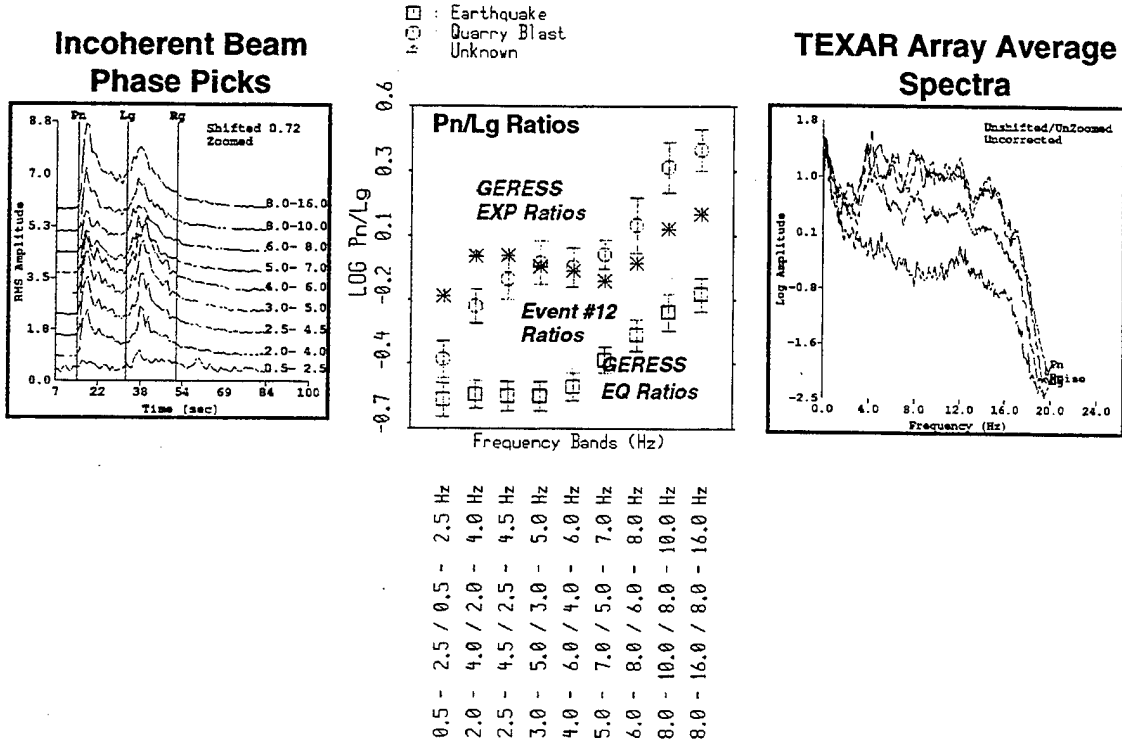 : Earthquake
: Quarry Blast
: Unknown
Incoherent Beam
Phase Picks
Pn Lg Rg
Shifted 0.72
Zoomed
8.8
7.0
5.3
3.5
1.8
0.0
RMS Amplitude
8.0-16.0
8.0-10.0
6.0- 8.0
5.0- 7.0
4.0- 6.0
3.0- 5.0
2.5- 4.5
2.0- 4.0
0.5- 2.5
7 22 38 54 69 84 100
Time (sec)
Pn/Lg Ratios
0.6
0.3
0.1
-0.2
-0.4
-0.7
LOG Pn/Lg
GERESS
EXP Ratios
Event #12
Ratios
GERESS
EQ Ratios
Frequency Bands (Hz)
0.5 - 2.5 / 0.5 - 2.5 Hz
2.0 - 4.0 / 2.0 - 4.0 Hz
2.5 - 4.5 / 2.5 - 4.5 Hz
3.0 - 5.0 / 3.0 - 5.0 Hz
4.0 - 6.0 / 4.0 - 6.0 Hz
5.0 - 7.0 / 5.0 - 7.0 Hz
6.0 - 8.0 / 6.0 - 8.0 Hz
8.0 - 10.0 / 8.0 - 10.0 Hz
8.0 - 16.0 / 8.0 - 16.0 Hz
TEXAR Array Average
Spectra
Unshifted/UnZoomed
Uncorrected
1.8
1.0
0.1
-0.8
-1.6
-2.5
Log Amplitude
Pn
0.0 4.0 8.0 12.0 16.0 20.0 24.0
Frequency (Hz)